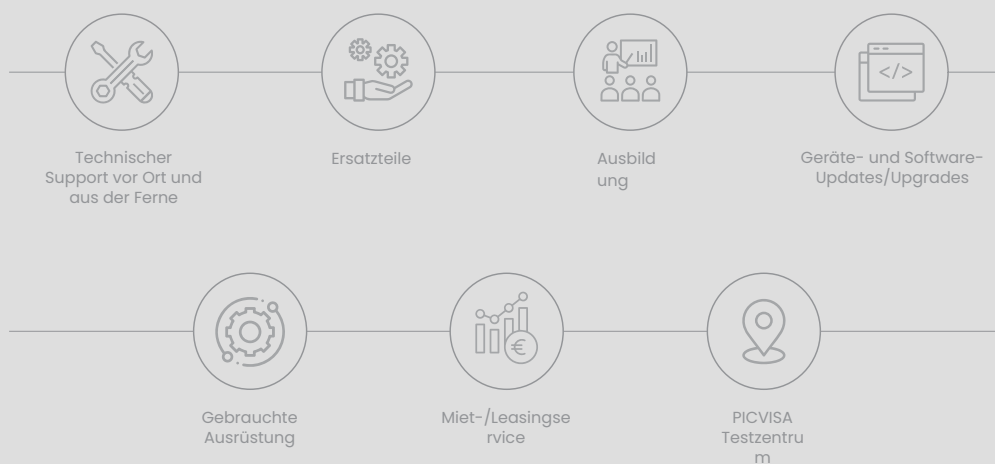 Technischer
Support vor Ort und
aus der Ferne
Ersatzteile
Ausbild
ung
Geräte- und Software-
Updates/Upgrades
Gebrauchte
Ausrüstung
Miet-/Leasingse
rvice
PICVISA
Testzentru
m